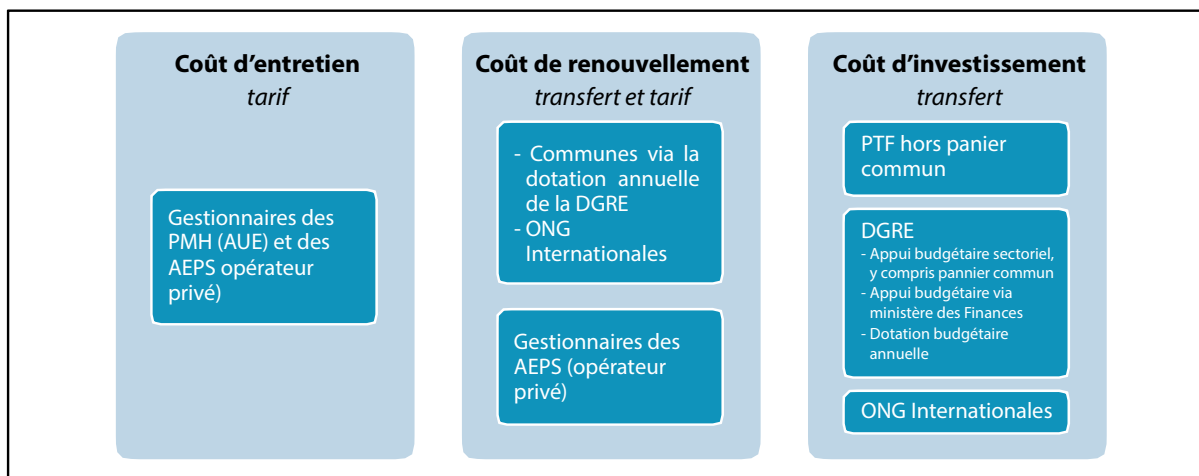 Coût d’entretien
tarif
Gestionnaires des
PMH (AUE) et des
AEPS opérateur
privé)
Coût de renouvellement
transfert et tarif
- Communes via la
dotation annuelle
de la DGRE
- ONG
Internationales
Gestionnaires des
AEPS (opérateur
privé)
Coût d’investissement
transfert
PTF hors panier
commun
DGRE
- Appui budgétaire sectoriel,
y compris pannier commun
- Appui budgétaire via
ministère des Finances
- Dotation budgétaire
annuelle
ONG Internationales